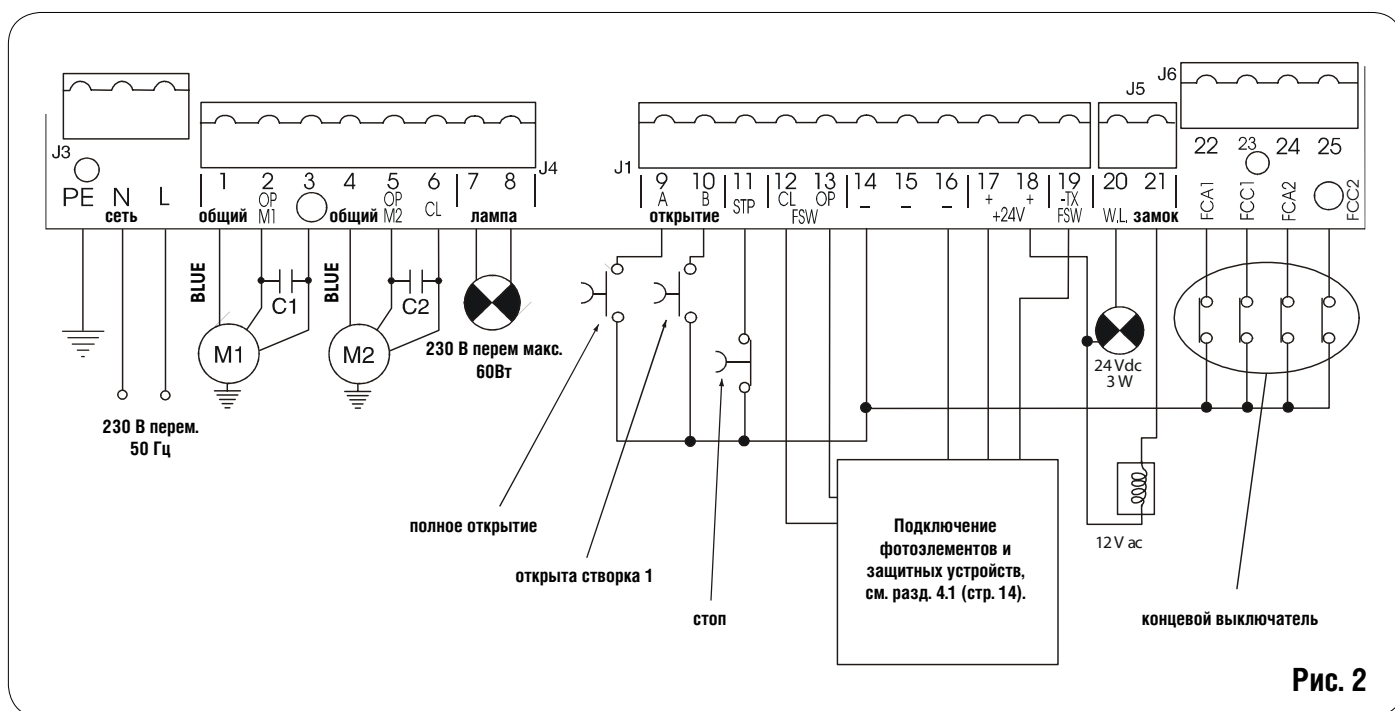 J3
PE N L
сеть
J4
1 2 3 4 5 6 7 8
общий OP M1 общий OP M2 CL лампа
J1
9 10 11 12 13 14 15 16 17 18 19
A B STP CL OP – – – + + -TX
открытие FSW +24V FSW
J5
20 21
W.L. замок
J6
22 23 24 25
FCA1 FCC1 FCA2 FCC2
BLUE
C1
BLUE
C2
M1
M2
230 В перем макс.
60Вт
24 Vdc
3 W
230 В перем.
50 Гц
полное открытие
открыта створка 1
стоп
Подключение
фотоэлементов и
защитных устройств,
см. разд. 4.1 (стр. 14).
12 V ac
концевой выключатель
Рис. 2